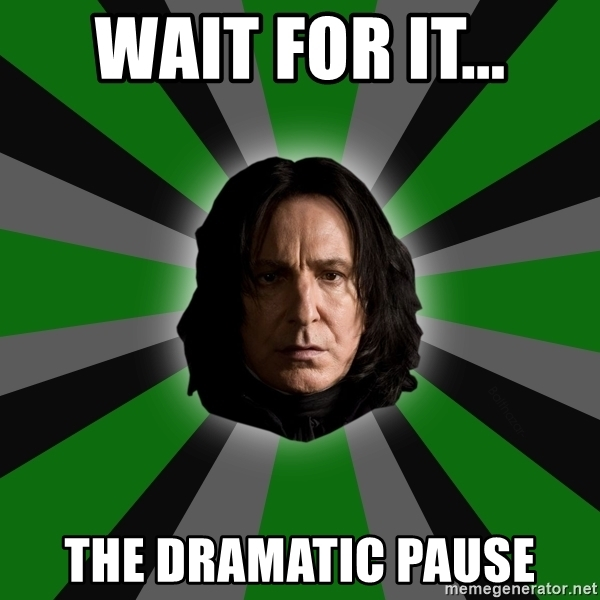 WAIT FOR IT...
THE DRAMATIC PAUSE
memegenerator.net